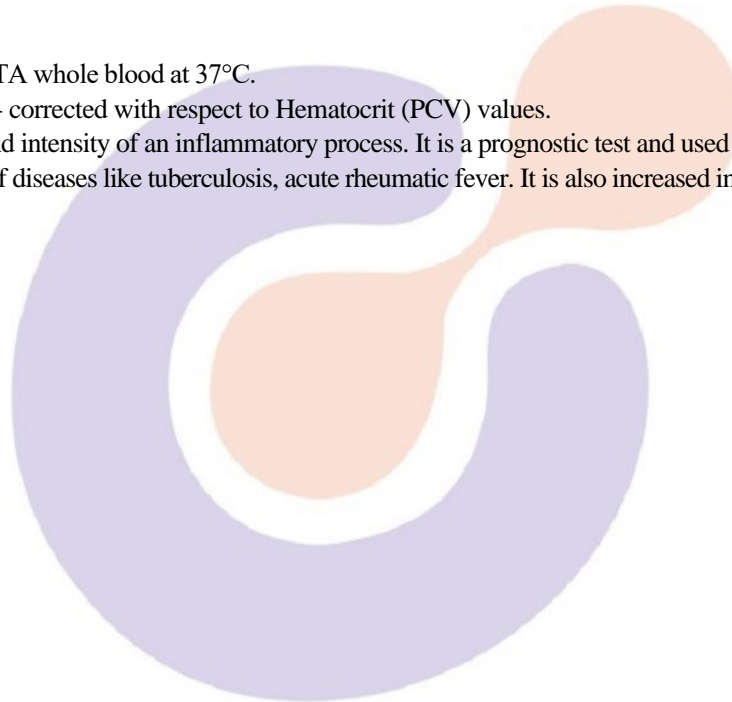 TA whole blood at 37°C.
corrected with respect to Hematocrit (PCV) values.
d intensity of an inflammatory process. It is a prognostic test and used
f diseases like tuberculosis, acute rheumatic fever. It is also increased in